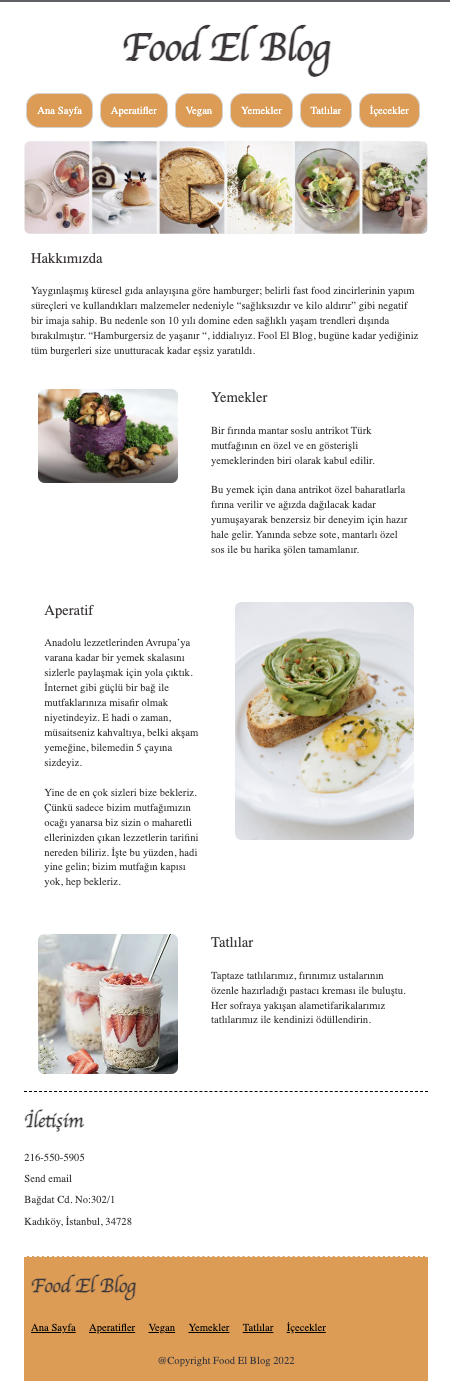 Food El Blog
Ana Sayfa Aperatifler Vegan Yemekler Tatlılar İçecekler
Hakkımızda
Yaygınlaşmış küresel gıda anlayışına göre hamburger; belirli fast food zincirlerinin yapım
süreçleri ve kullandıkları malzemeler nedeniyle “sağlıksızdır ve kilo aldırır” gibi negatif
bir imaja sahip. Bu nedenle son 10 yılı domine eden sağlıklı yaşam trendleri dışında
bırakılmıştır. “Hamburgersiz de yaşanır “, iddialıyız. Fool El Blog, bugüne kadar yediğiniz
tüm burgerleri size unutturacak kadar eşsiz yaratıldı.
Yemekler
Bir fırında mantar soslu antrikot Türk
mutfağının en özel ve en gösterişli
yemeklerinden biri olarak kabul edilir.
Bu yemek için dana antrikot özel baharatlarla
fırına verilir ve ağızda dağılacak kadar
yumuşayarak benzersiz bir deneyim için hazır
hale gelir. Yanında sebze sote, mantarlı özel
sos ile bu harika şölen tamamlanır.
Aperatif
Anadolu lezzetlerinden Avrupa’ya
varana kadar bir yemek skalasını
sizlerle paylaşmak için yola çıktık.
İnternet gibi güçlü bir bağ ile
mutfaklarınıza misafir olmak
niyetindeyiz. E hadi o zaman,
müsaitseniz kahvaltıya, belki akşam
yemeğine, bilemedin 5 çayına
sizdeyiz.
Yine de en çok sizleri bize bekleriz.
Çünkü sadece bizim mutfağımızın
ocağı yanarsa biz sizin o maharetli
ellerinizden çıkan lezzetlerin tarifini
nereden biliriz. İşte bu yüzden, hadi
yine gelin; bizim mutfağın kapısı
yok, hep bekleriz.
Tatlılar
Taptaze tatlılarımız, fırınımız ustalarının
özenle hazırladığı pastacı kreması ile buluştu.
Her sofraya yakışan alametifarikalarımız
tatlılarımız ile kendinizi ödüllendirin.
İletişim
216-550-5905
Send email
Bağdat Cd. No:302/1
Kadıköy, İstanbul, 34728
Food El Blog
Ana Sayfa Aperatifler Vegan Yemekler Tatlılar İçecekler
@Copyright Food El Blog 2022